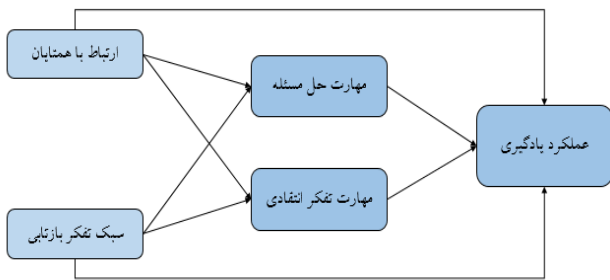 ارتباط با همتایان
مهارت حل مسئله
عملکرد یادگیری
مهارت تفکر انتقادی
سبک تفکر بازتابی